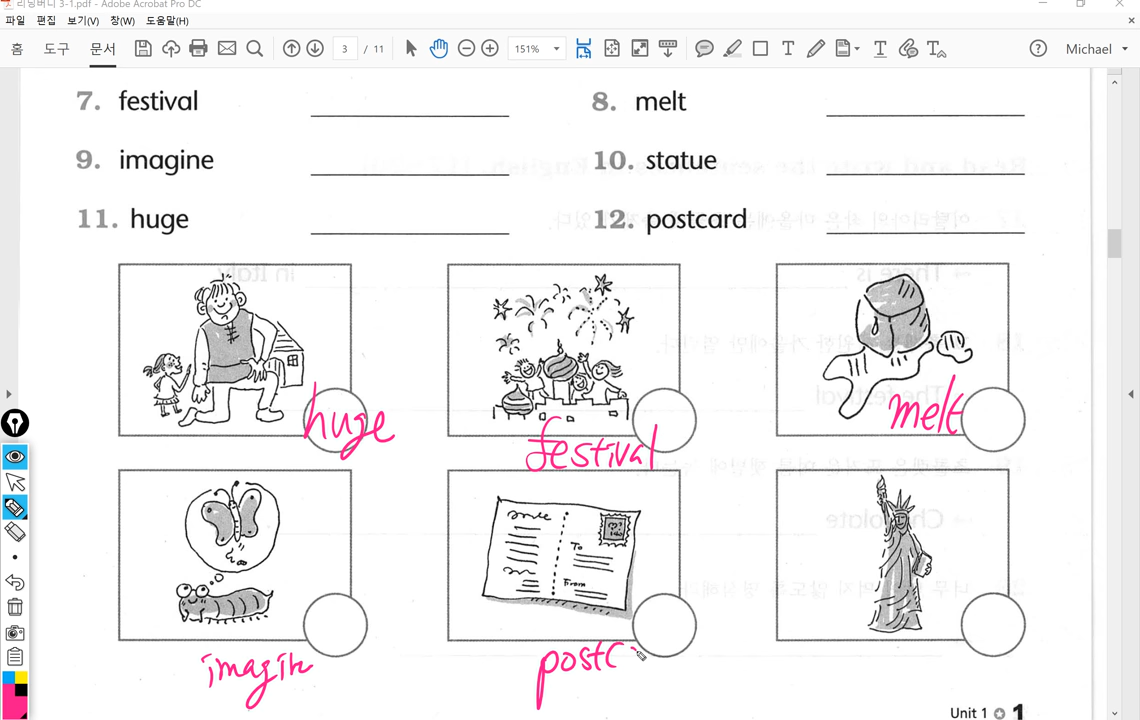 리딩버니 3-1.pdf - Adobe Acrobat Pro DC
파일 편집 보기(V) 창(W) 도움말(H)
홈 도구 문서 3 / 11 151% Michael
7. festival 8. melt
9. imagine 10. statue
11. huge 12. postcard
huge festival melt
To
From
imagin postc
Unit 1 1